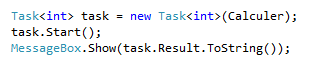 Task<int> task = new Task<int>(Calculer);
task.Start();
MessageBox.Show(task.Result.ToString());